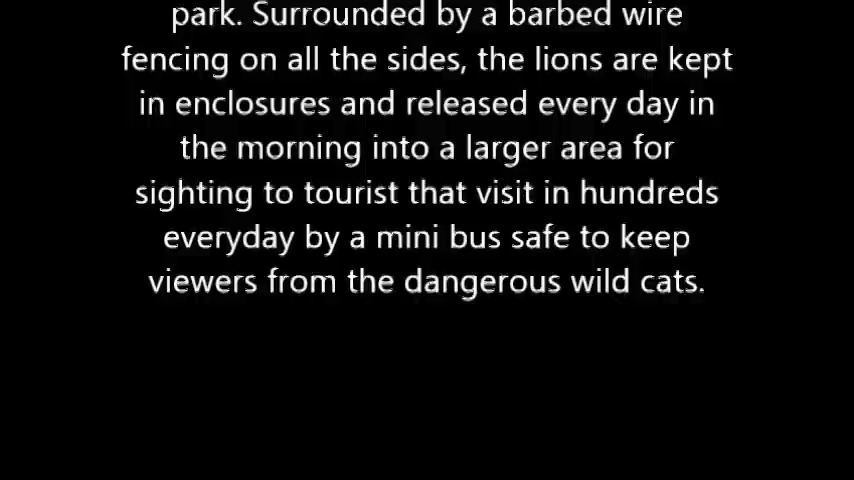 park. Surrounded by a barbed wire
fencing on all the sides, the lions are kept
in enclosures and released every day in
the morning into a larger area for
sighting to tourist that visit in hundreds
everyday by a mini bus safe to keep
viewers from the dangerous wild cats.